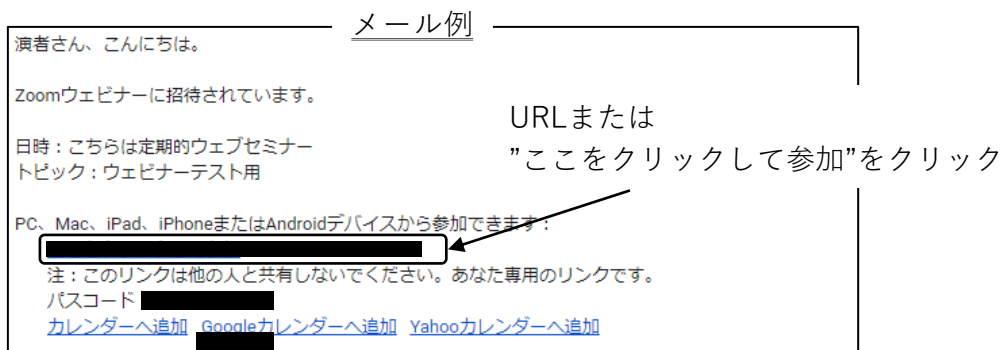 メール例
演者さん、こんにちは。
Zoomウェビナーに招待されています。
URLまたは
”ここをクリックして参加”をクリック
日時：こちらは定期的ウェブセミナー
トピック：ウェビナーテスト用
PC、Mac、iPad、iPhoneまたはAndroidデバイスから参加できます：
注：このリンクは他の人と共有しないでください。あなた専用のリンクです。
パスコード
カレンダーへ追加 Googleカレンダーへ追加 Yahooカレンダーへ追加